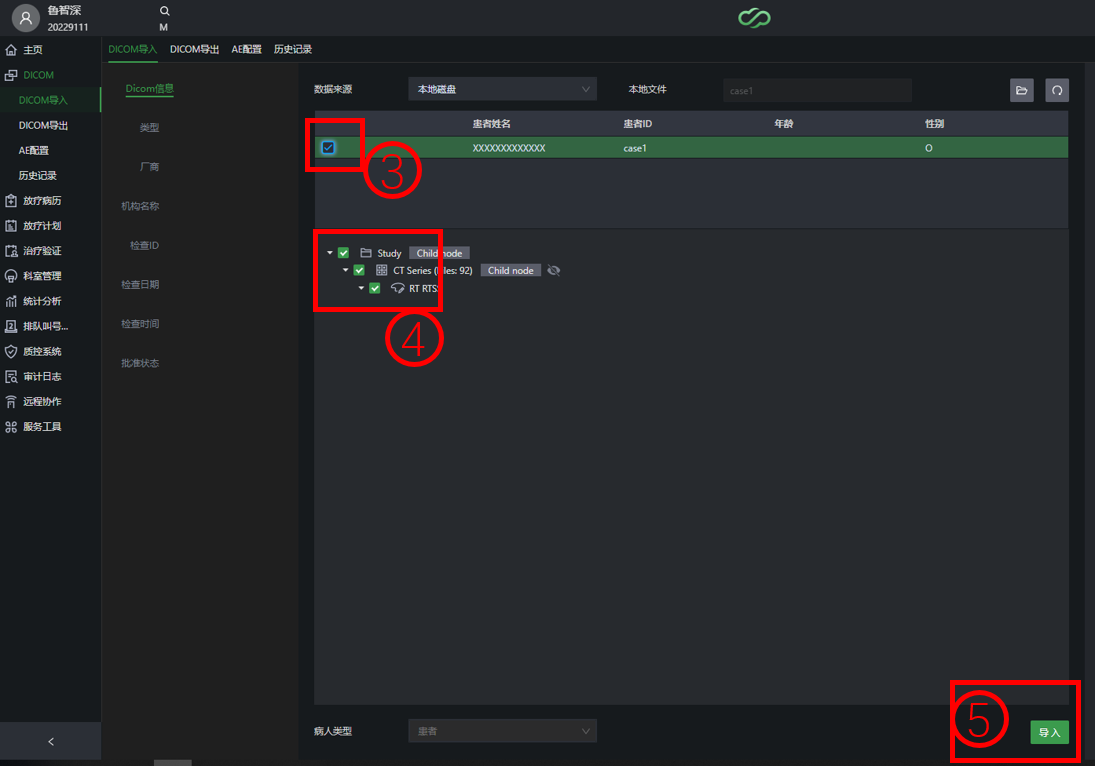 鲁智深
20229111
M
主页
DICOM
DICOM导入
DICOM导出
AE配置
历史记录
放疗病历
放疗计划
治疗验证
科室管理
统计分析
排队叫号...
质控系统
审计日志
远程协作
服务工具
DICOM导入 DICOM导出 AE配置 历史记录
Dicom信息
类型
厂商
机构名称
检查ID
检查日期
检查时间
批准状态
数据来源 本地磁盘 本地文件 case1
患者姓名 患者ID 年龄 性别
XXXXXXXXXXXXX case1 O
③
Study Child node
CT Series (files: 92) Child node
RT RTS
④
病人类型 患者
⑤
导入